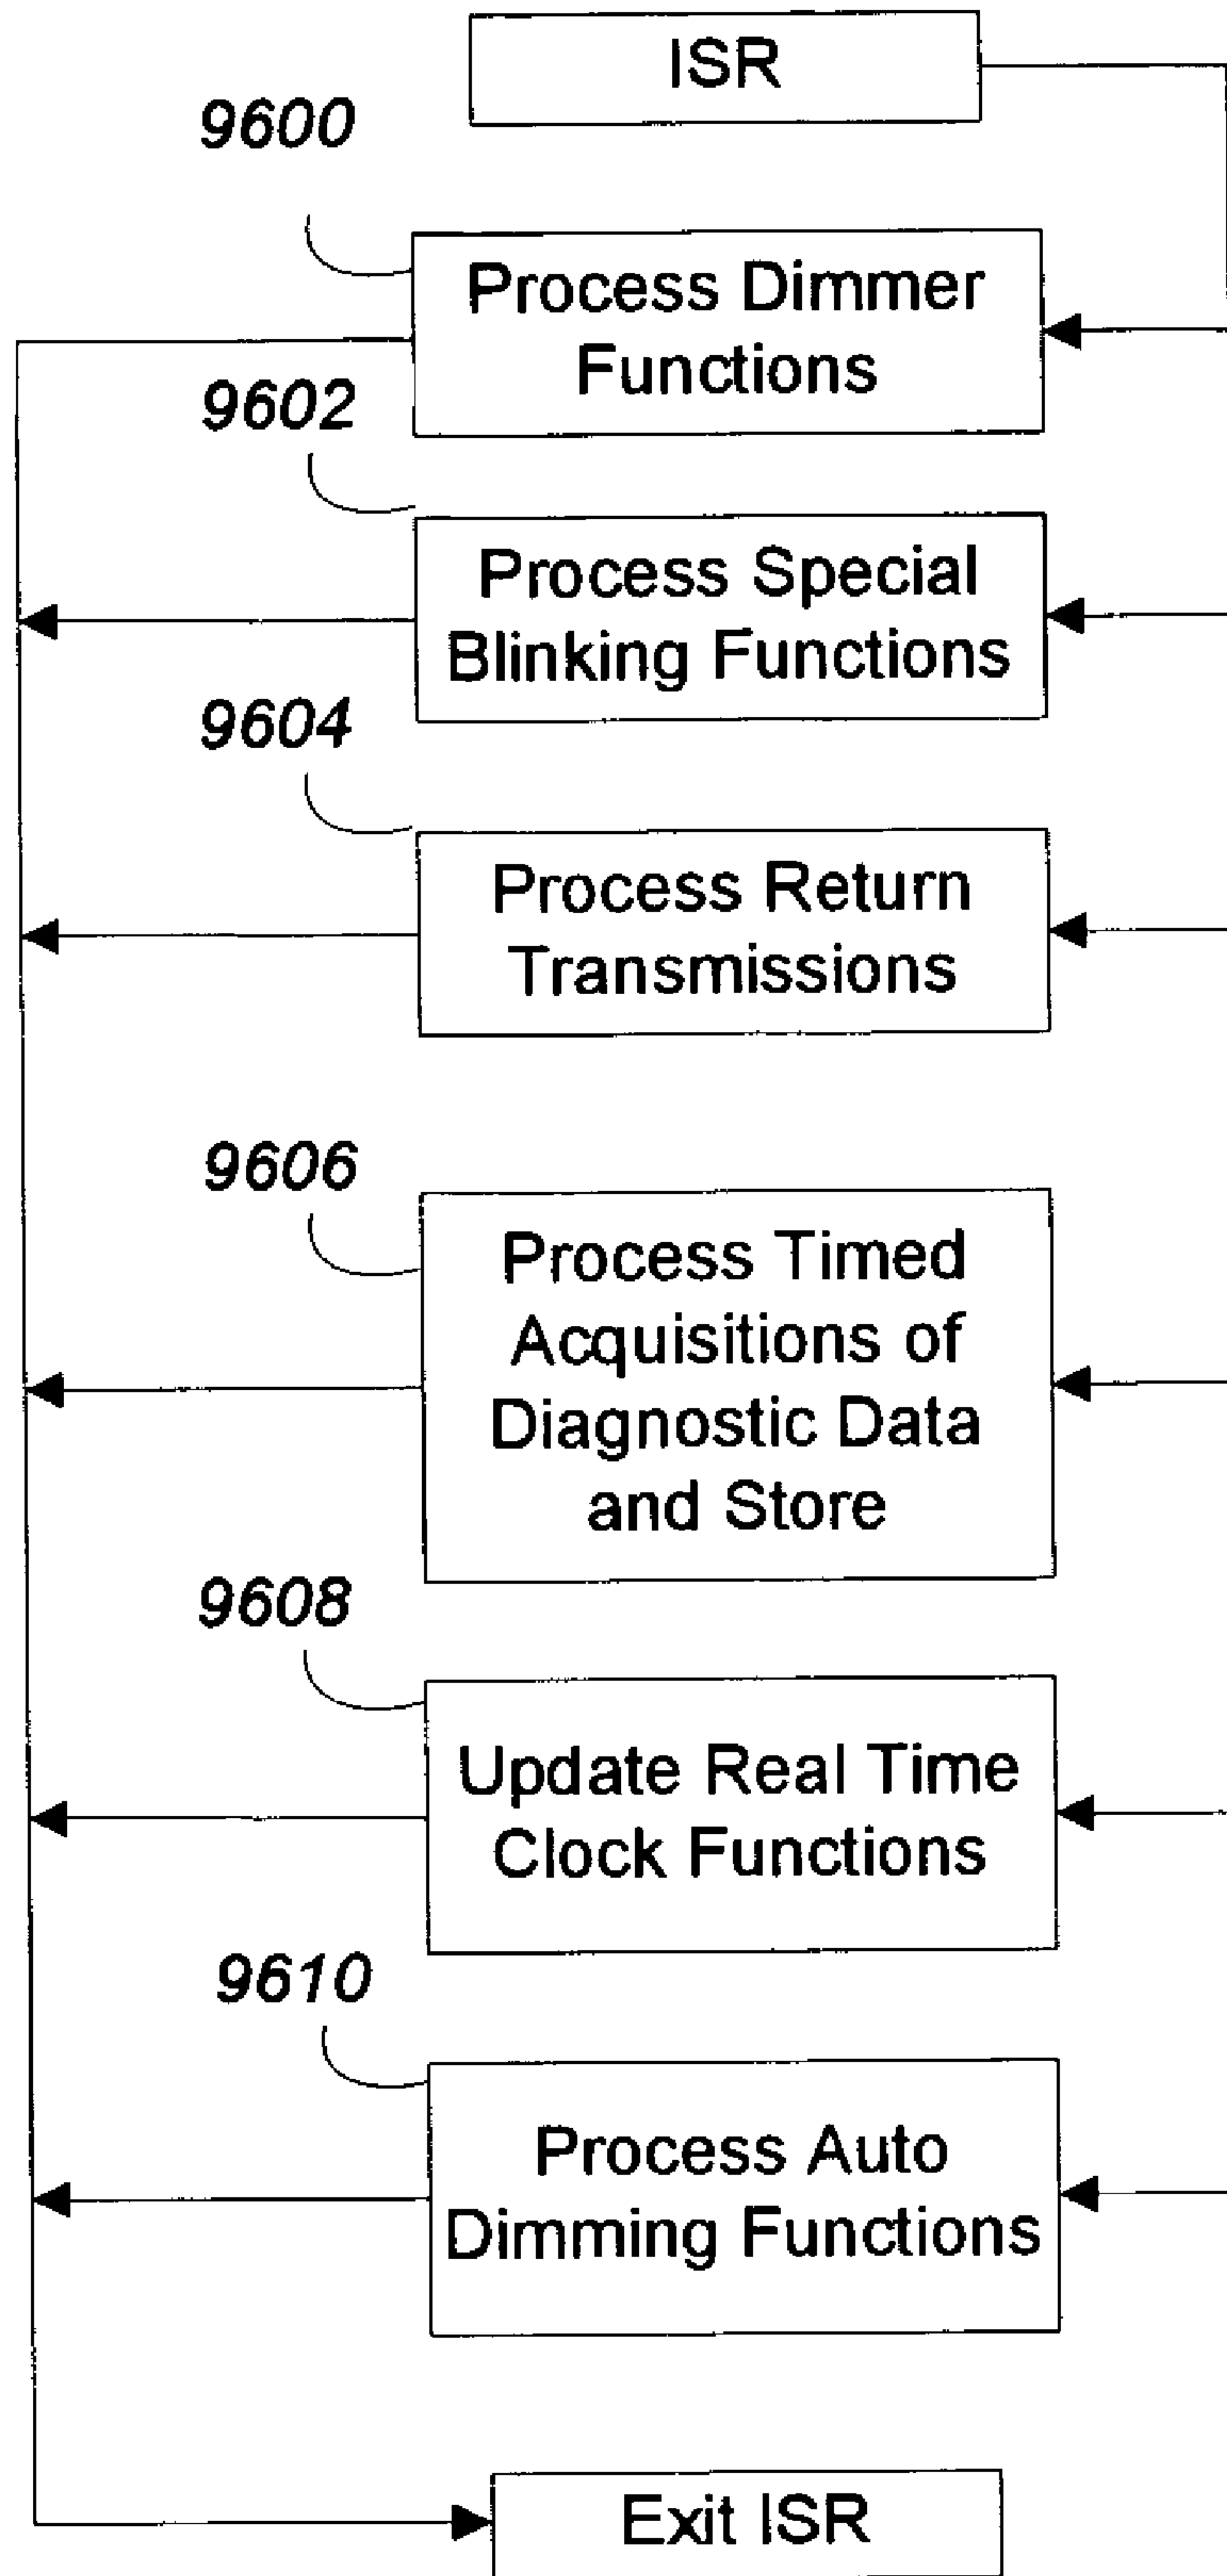 ISR
9600
Process Dimmer
Functions
9602
Process Special
Blinking Functions
9604
Process Return
Transmissions
9606
Process Timed
Acquisitions of
Diagnostic Data
and Store
9608
Update Real Time
Clock Functions
9610
Process Auto
Dimming Functions
Exit ISR